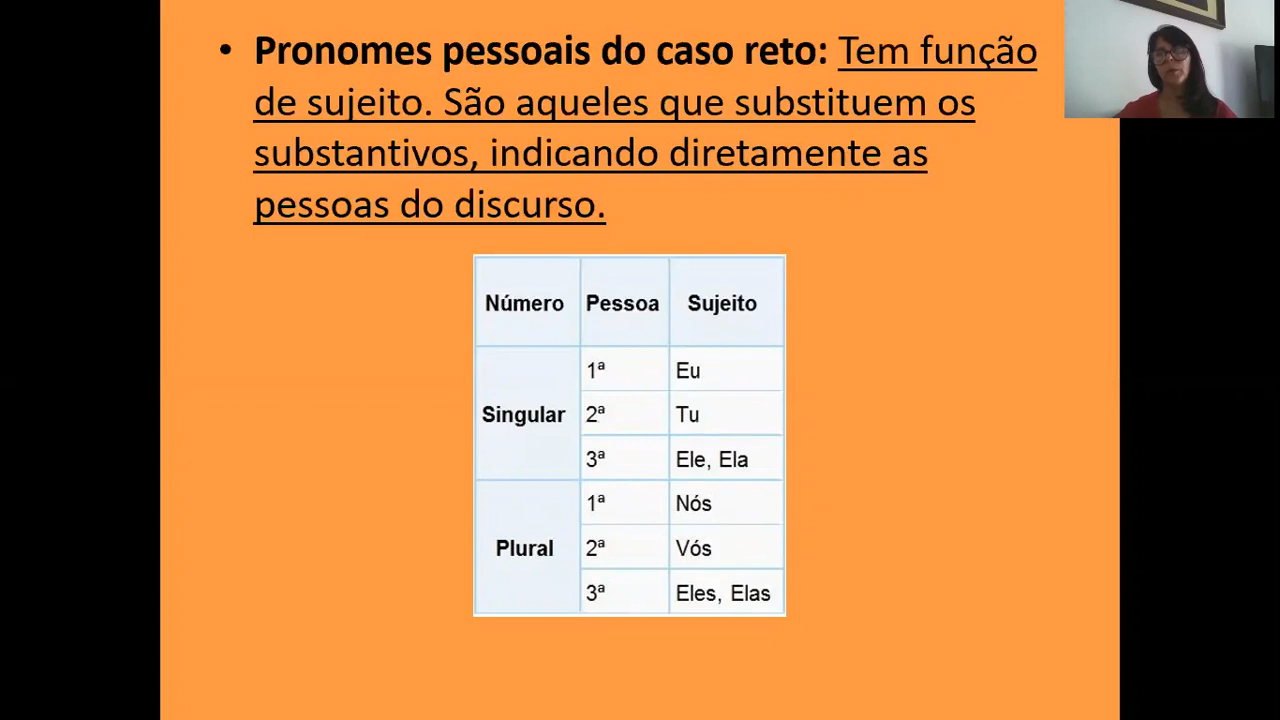 • Pronomes pessoais do caso reto: Tem função
de sujeito. São aqueles que substituem os
substantivos, indicando diretamente as
pessoas do discurso.
Número Pessoa Sujeito
Singular
1ª Eu
2ª Tu
3ª Ele, Ela
Plural
1ª Nós
2ª Vós
3ª Eles, Elas